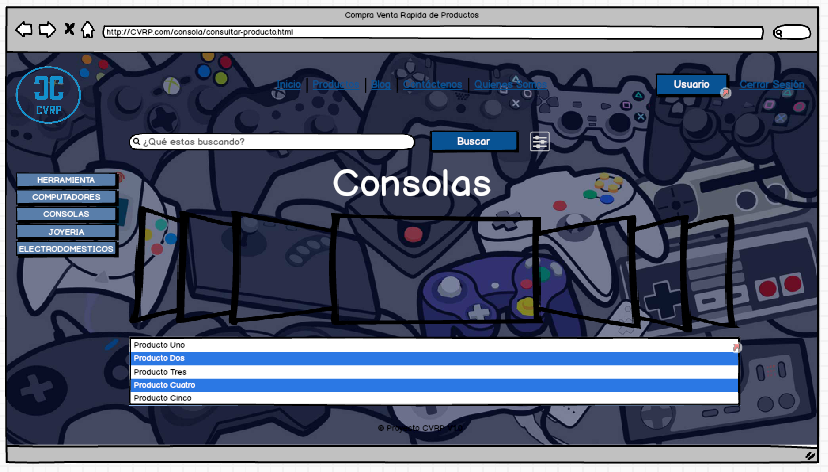 Compra Venta Rapida de Productos
http://CVRP.com/consola/consultar-producto.html
CVRP
Inicio Productos Blog Contáctenos Quienes Somos Usuario Cerrar Sesión
¿Qué estas buscando? Buscar
Consolas
HERRAMIENTA
COMPUTADORES
CONSOLAS
JOYERIA
ELECTRODOMESTICOS
Producto Uno
Producto Dos
Producto Tres
Producto Cuatro
Producto Cinco
© Proyecto CVRP